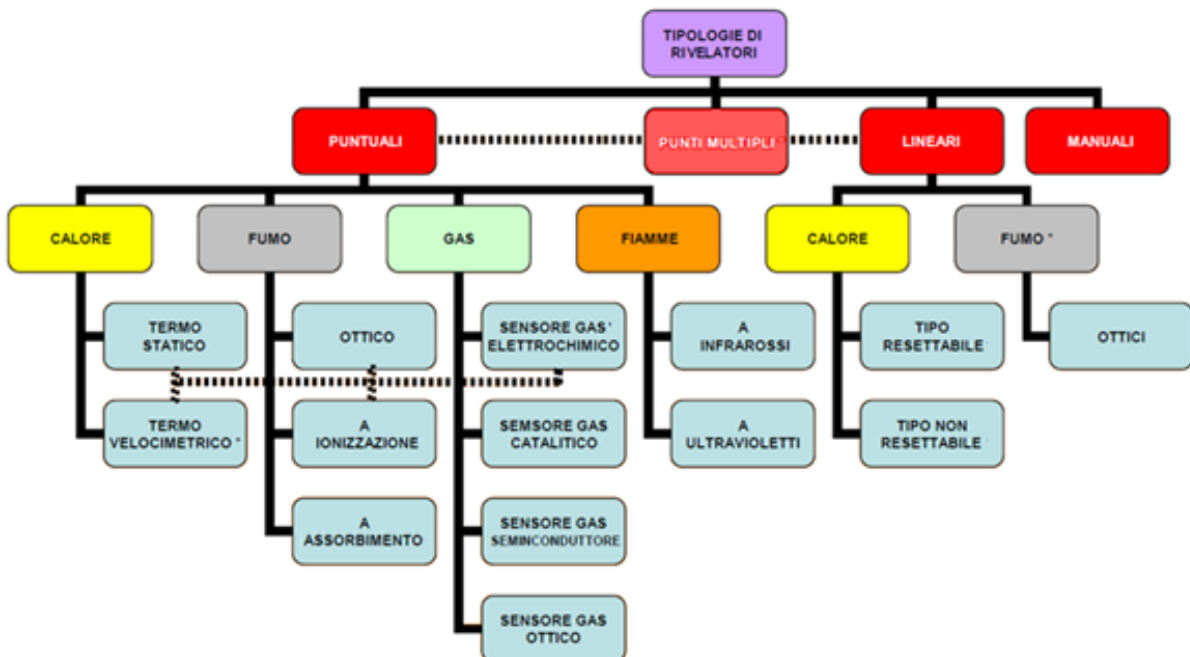 TIPOLOGIE DI
RIVELATORI
PUNTUALI
PUNTI MULTIPLI
LINEARI
MANUALI
CALORE
FUMO
GAS
FIAMME
CALORE
FUMO *
TERMO
STATICO
OTTICO
SENSORE GAS *
ELETTROCHIMICO
A
INFRAROSSI
TIPO
RESETTABILE
OTTICI
TERMO
VELOCIMETRICO *
A
IONIZZAZIONE
SEMSORE GAS
CATALITICO
A
ULTRAVIOLETTI
TIPO NON
RESETTABILE
A
ASSORBIMENTO
SENSORE GAS
SEMINCONDUTTORE
SENSORE GAS
OTTICO